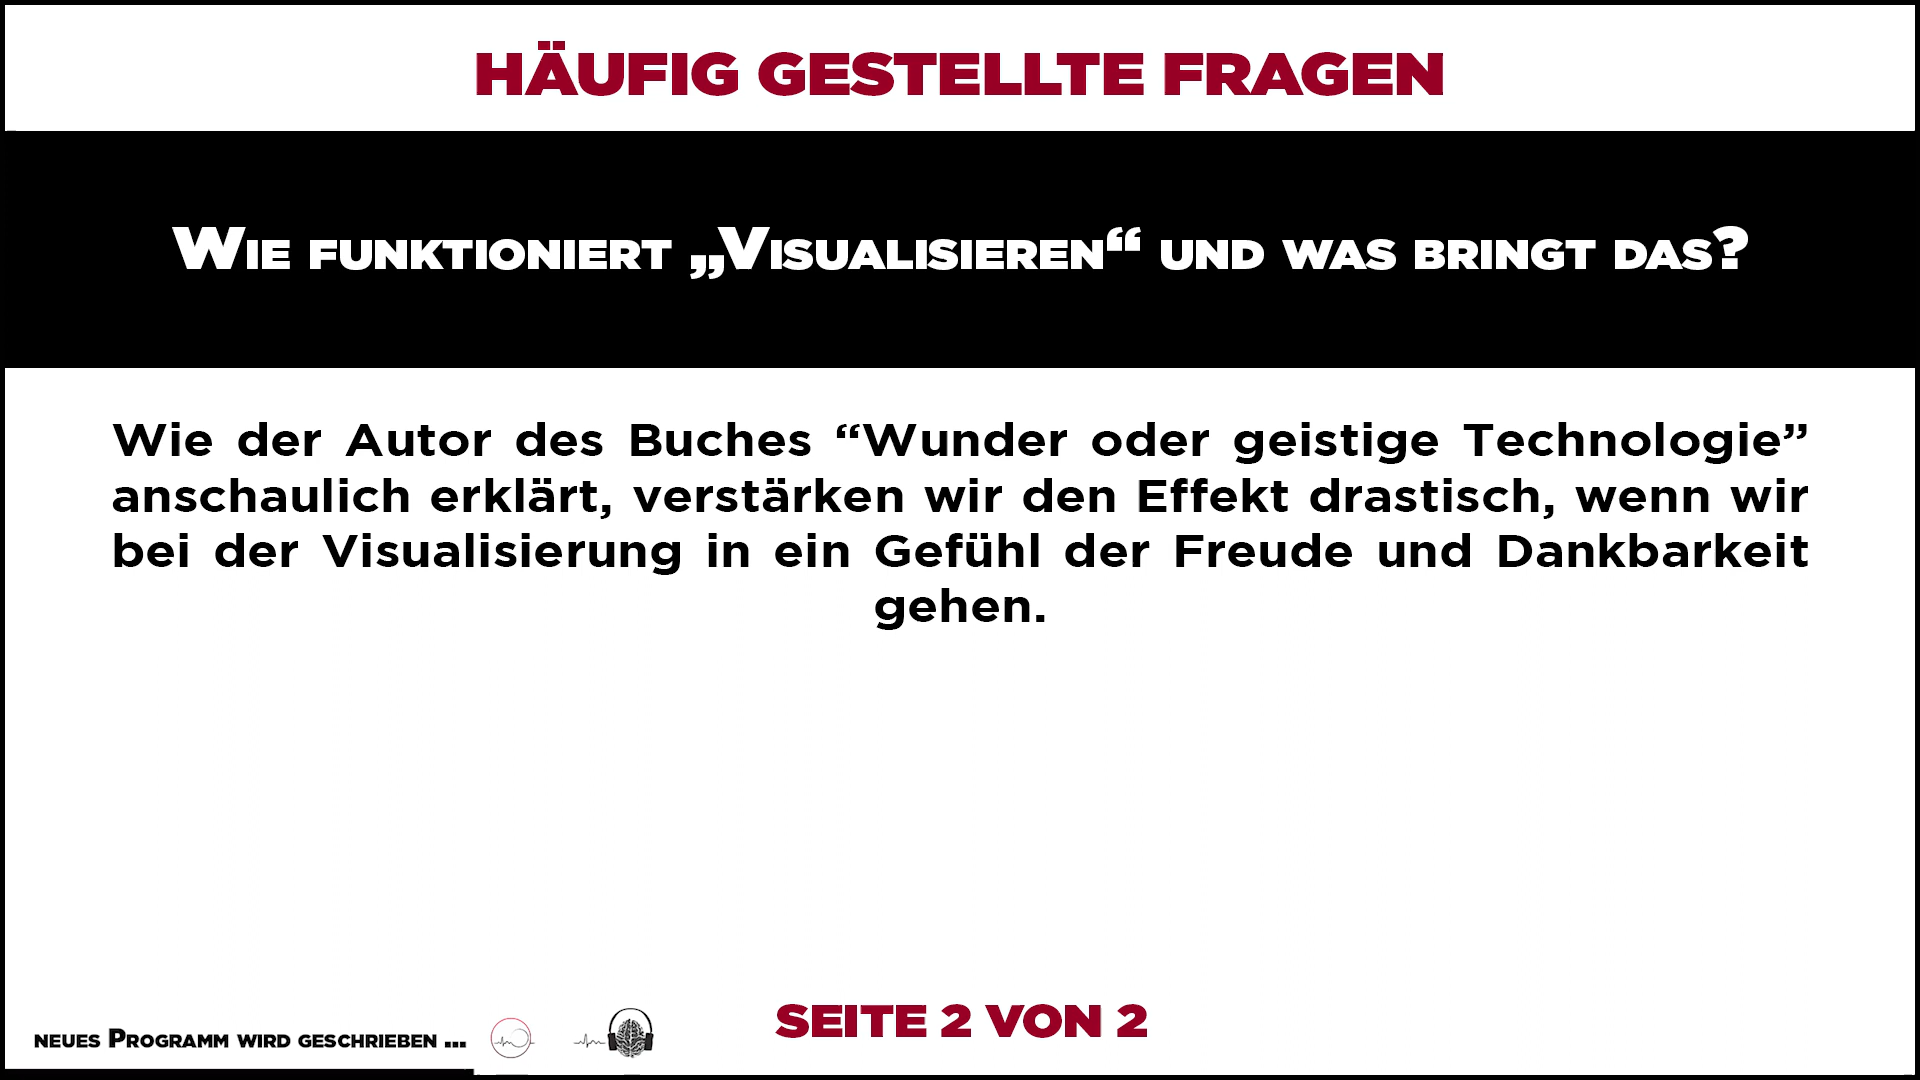 HÄUFIG GESTELLTE FRAGEN
WIE FUNKTIONIERT „VISUALISIEREN“ UND WAS BRINGT DAS?
Wie der Autor des Buches “Wunder oder geistige Technologie”
anschaulich erklärt, verstärken wir den Effekt drastisch, wenn wir
bei der Visualisierung in ein Gefühl der Freude und Dankbarkeit
gehen.
SEITE 2 VON 2
NEUES PROGRAMM WIRD GESCHRIEBEN ...